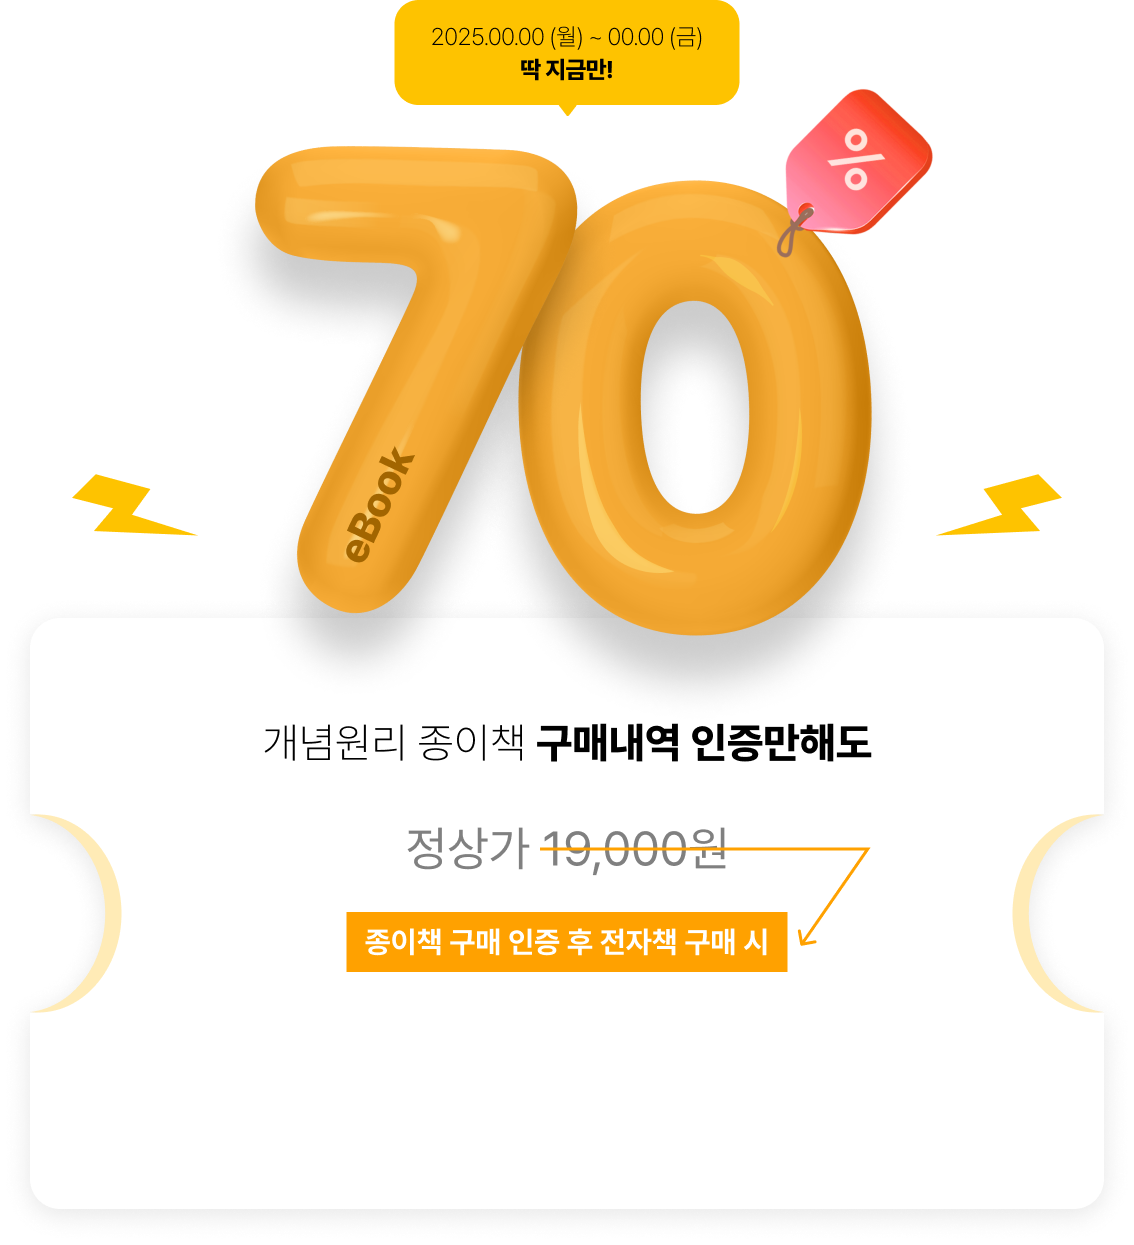 2025.00.00 (월) ~ 00.00 (금)
딱 지금만!
70
%
eBook
개념원리 종이책 구매내역 인증만해도
정상가 19,000원
종이책 구매 인증 후 전자책 구매 시